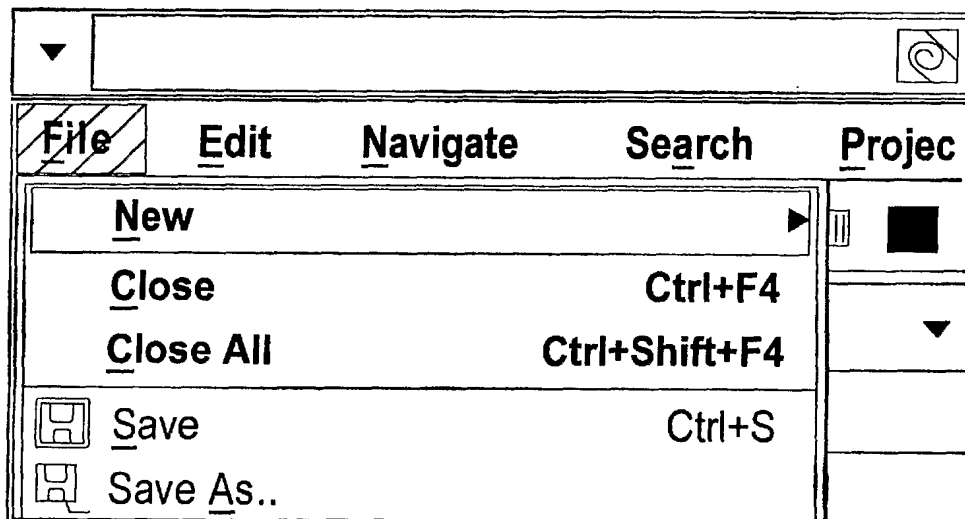 File Edit Navigate Search Projec
New
Close Ctrl+F4
Close All Ctrl+Shift+F4
Save Ctrl+S
Save As..